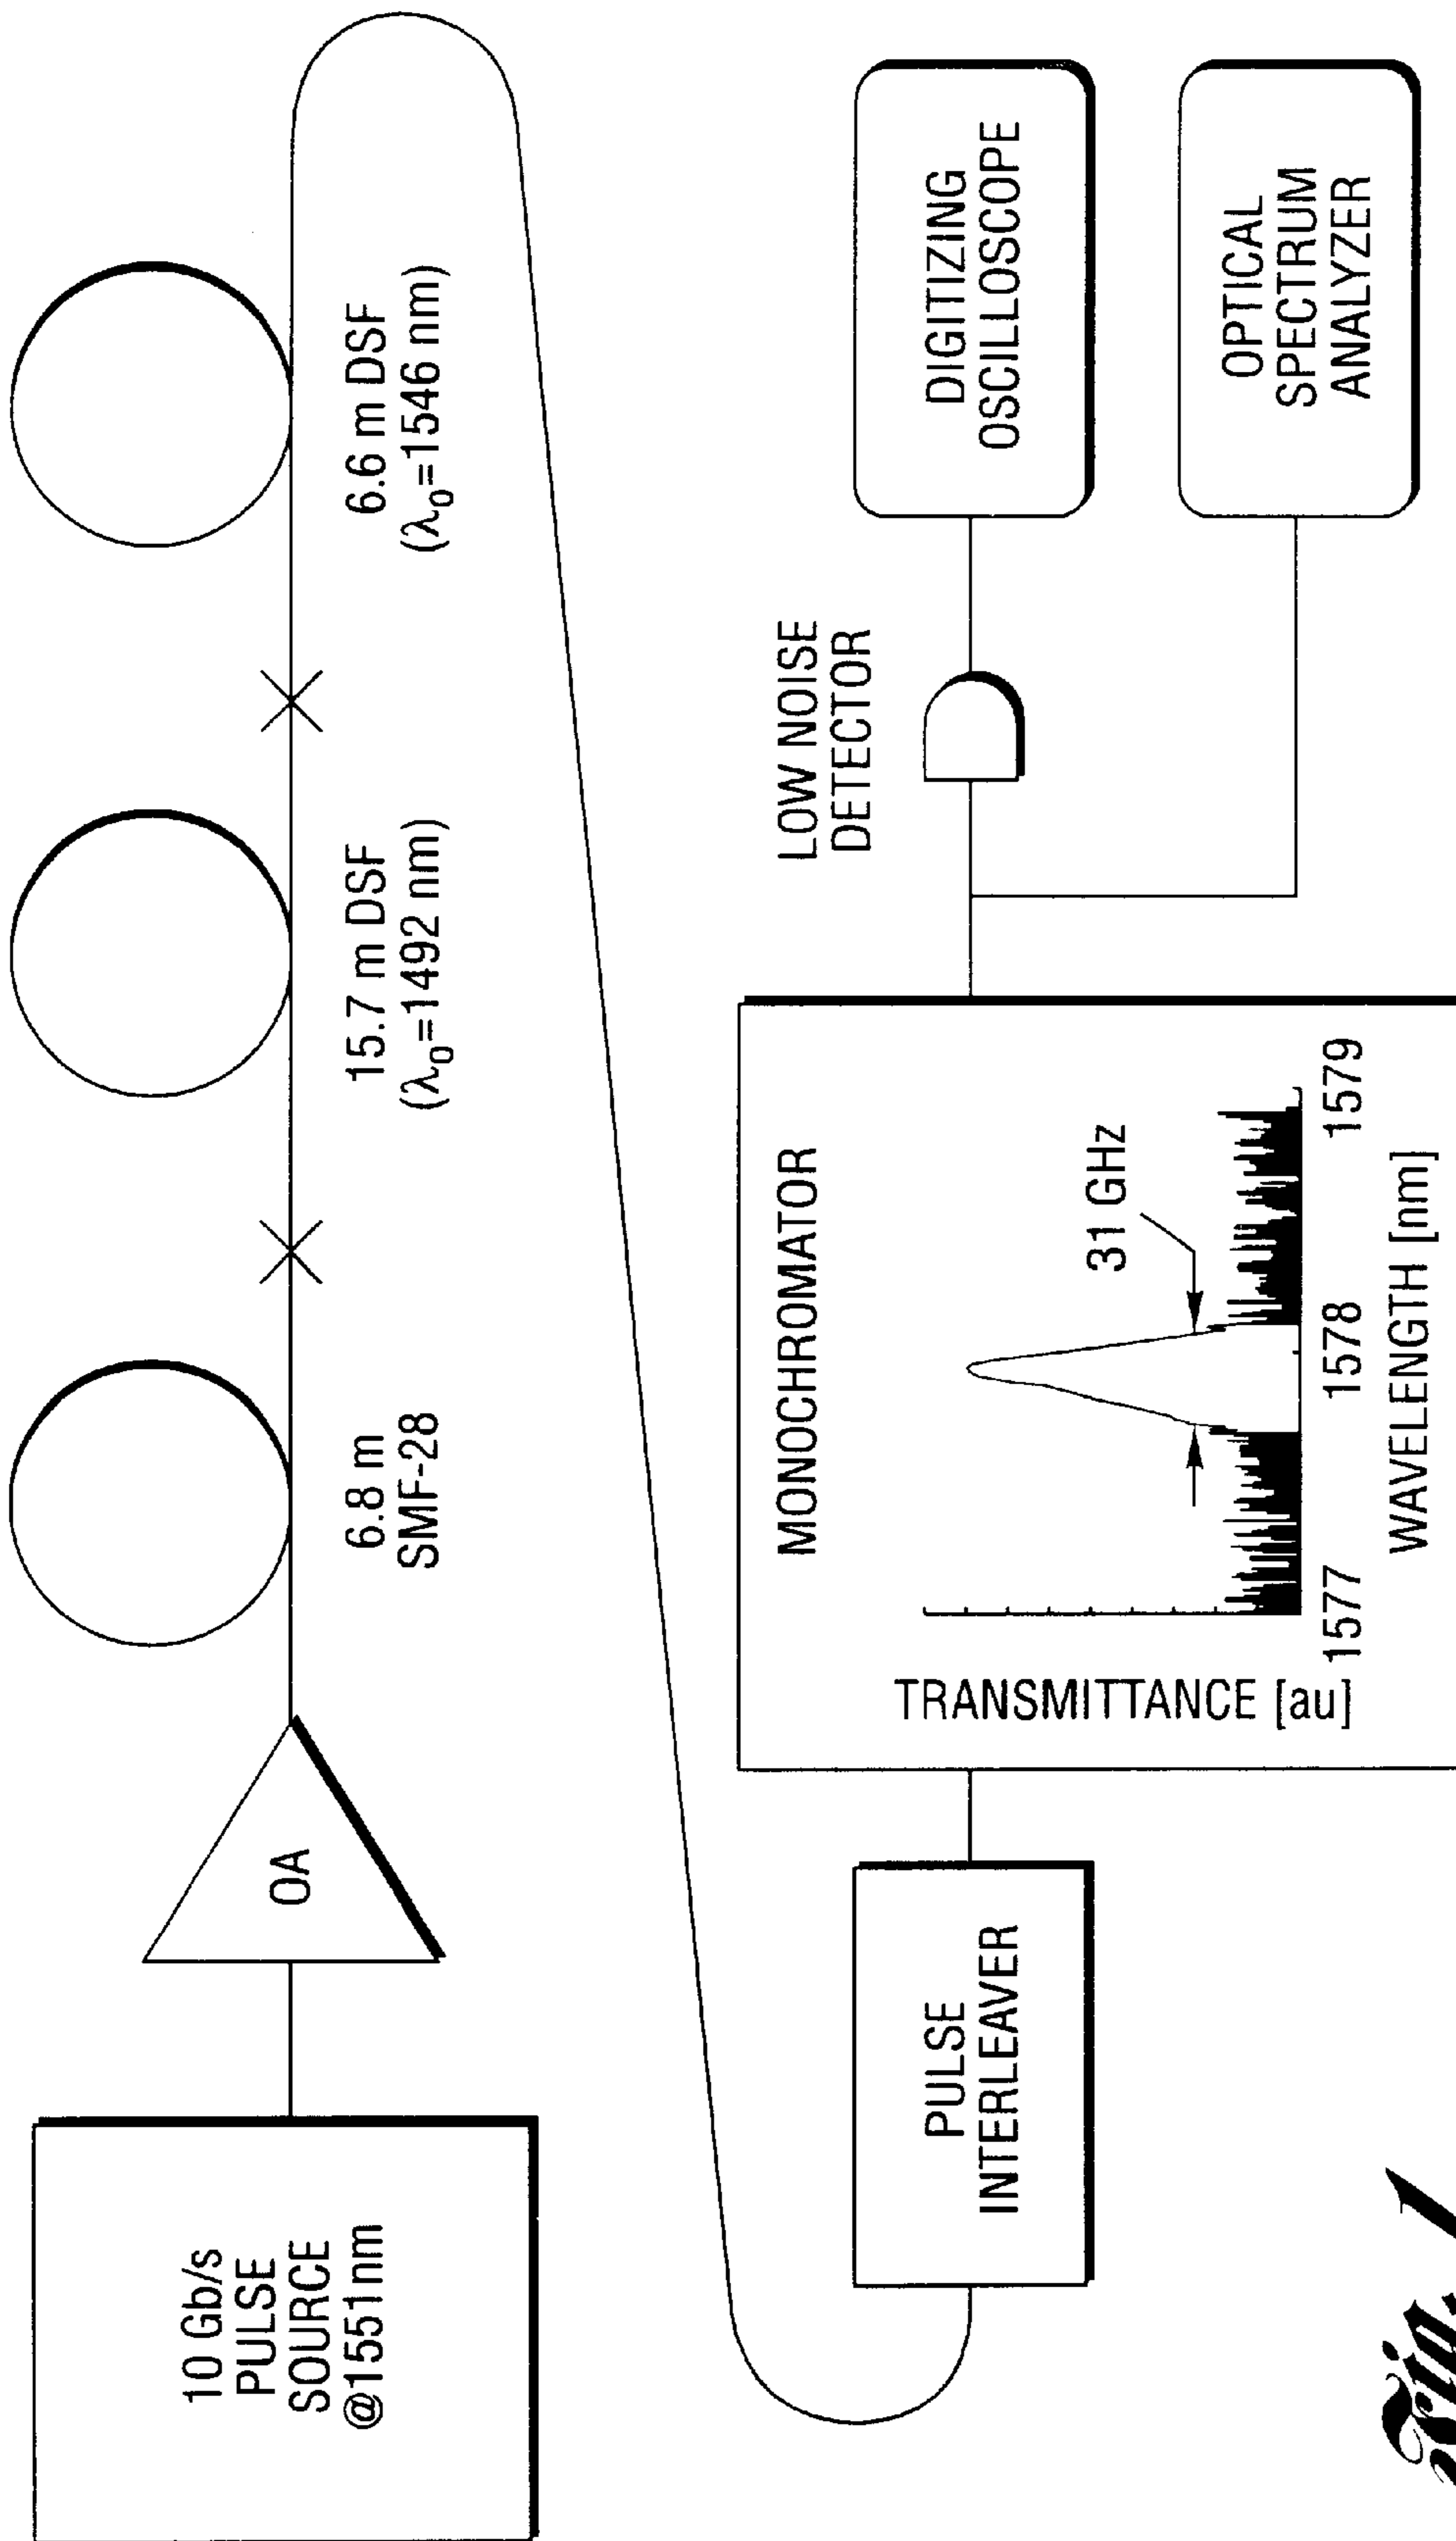 10 Gb/s
PULSE
SOURCE
@1551nm
OA
6.8 m
SMF-28
15.7 m DSF
(λ₀=1492 nm)
6.6 m DSF
(λ₀=1546 nm)
PULSE
INTERLEAVER
MONOCHROMATOR
TRANSMITTANCE [au]
31 GHz
1577
1578
1579
WAVELENGTH [nm]
LOW NOISE
DETECTOR
DIGITIZING
OSCILLOSCOPE
OPTICAL
SPECTRUM
ANALYZER
Fig. 1